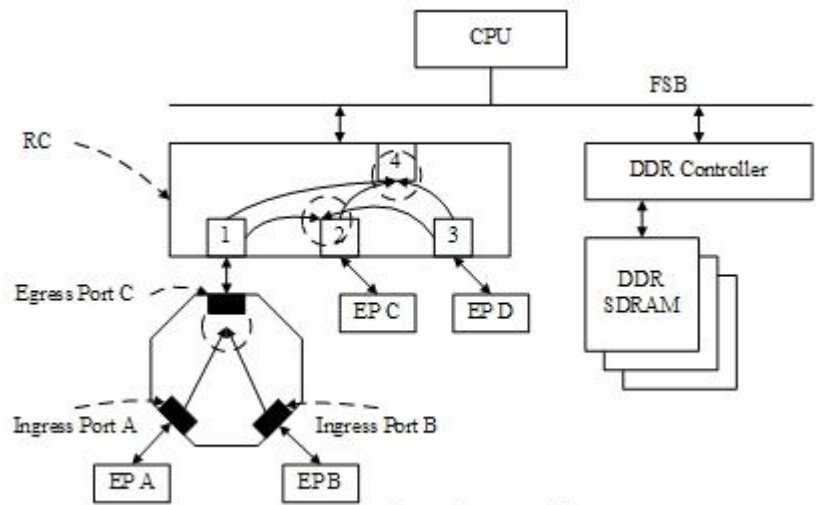 CPU
FSB
RC
4
DDR Controller
1
2
3
Egress Port C
EP C
EP D
DDR
SDRAM
Ingress Port A
Ingress Port B
EP A
EP B